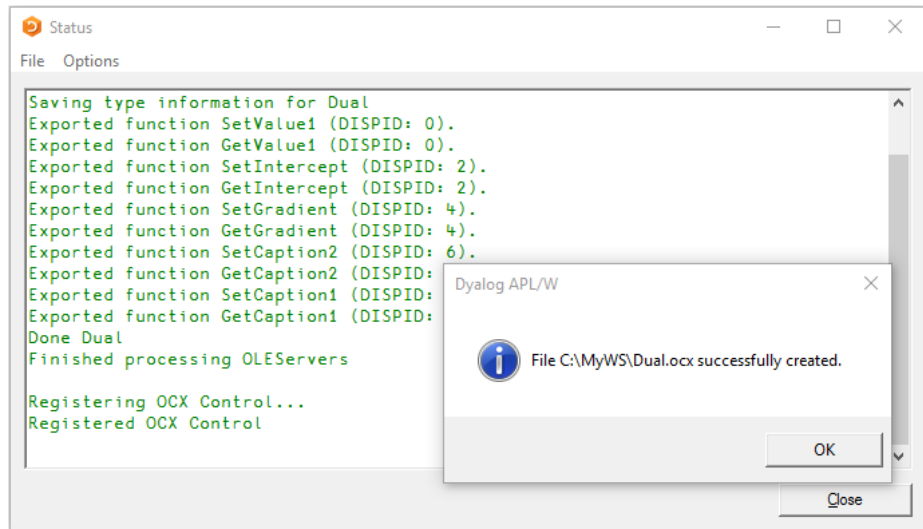 Status
File Options
Saving type information for Dual
Exported function SetValue1 (DISPID: 0).
Exported function GetValue1 (DISPID: 0).
Exported function SetIntercept (DISPID: 2).
Exported function GetIntercept (DISPID: 2).
Exported function SetGradient (DISPID: 4).
Exported function GetGradient (DISPID: 4).
Exported function SetCaption2 (DISPID: 6).
Exported function GetCaption2 (DISPID:
Exported function SetCaption1 (DISPID:
Exported function GetCaption1 (DISPID:
Done Dual
Finished processing OLEServers
Registering OCX Control...
Registered OCX Control
Dyalog APL/W
File C:\MyWS\Dual.ocx successfully created.
OK
Close